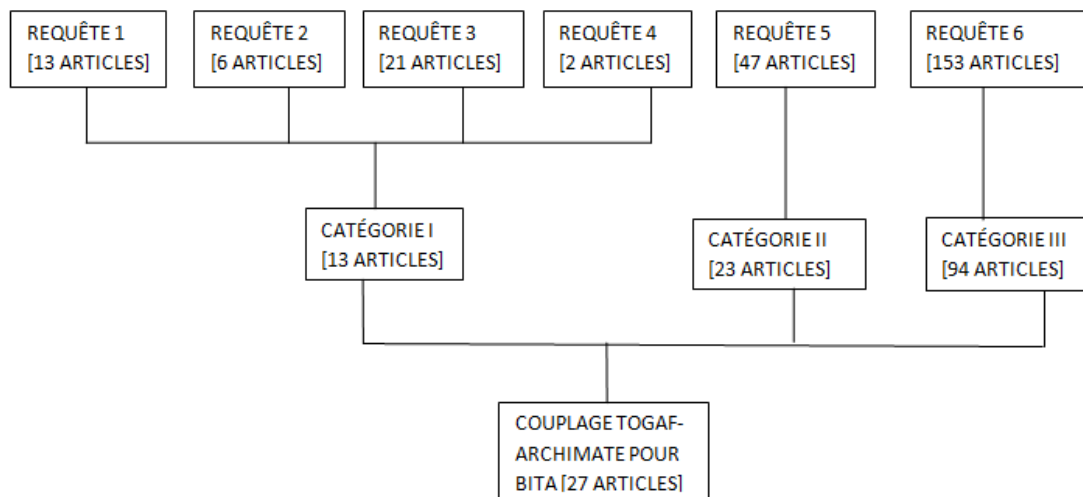 REQUÊTE 1
[13 ARTICLES]
REQUÊTE 2
[6 ARTICLES]
REQUÊTE 3
[21 ARTICLES]
REQUÊTE 4
[2 ARTICLES]
REQUÊTE 5
[47 ARTICLES]
REQUÊTE 6
[153 ARTICLES]
CATÉGORIE I
[13 ARTICLES]
CATÉGORIE II
[23 ARTICLES]
CATÉGORIE III
[94 ARTICLES]
COUPLAGE TOGAF-
ARCHIMATE POUR
BITA [27 ARTICLES]